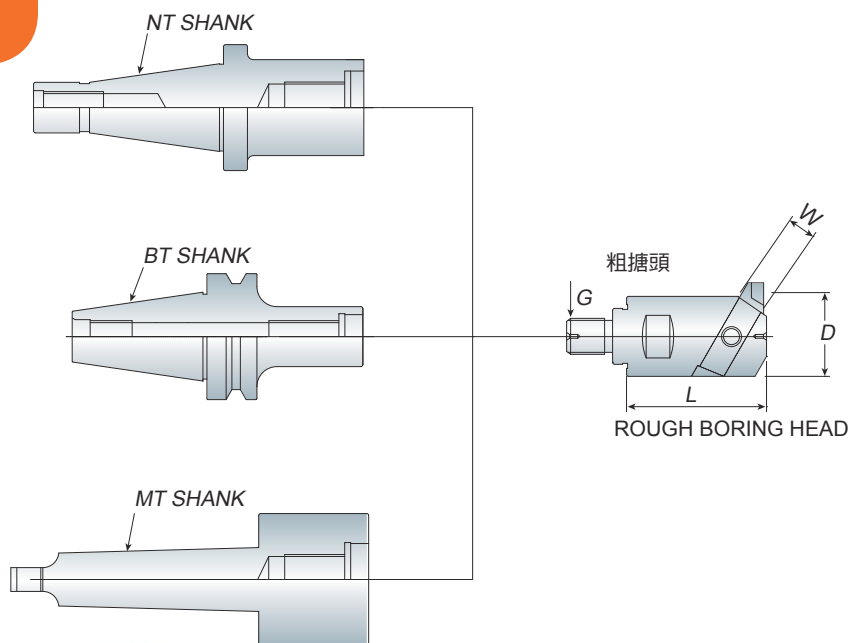 NT SHANK
BT SHANK
MT SHANK
粗搪頭
G
W
D
L
ROUGH BORING HEAD